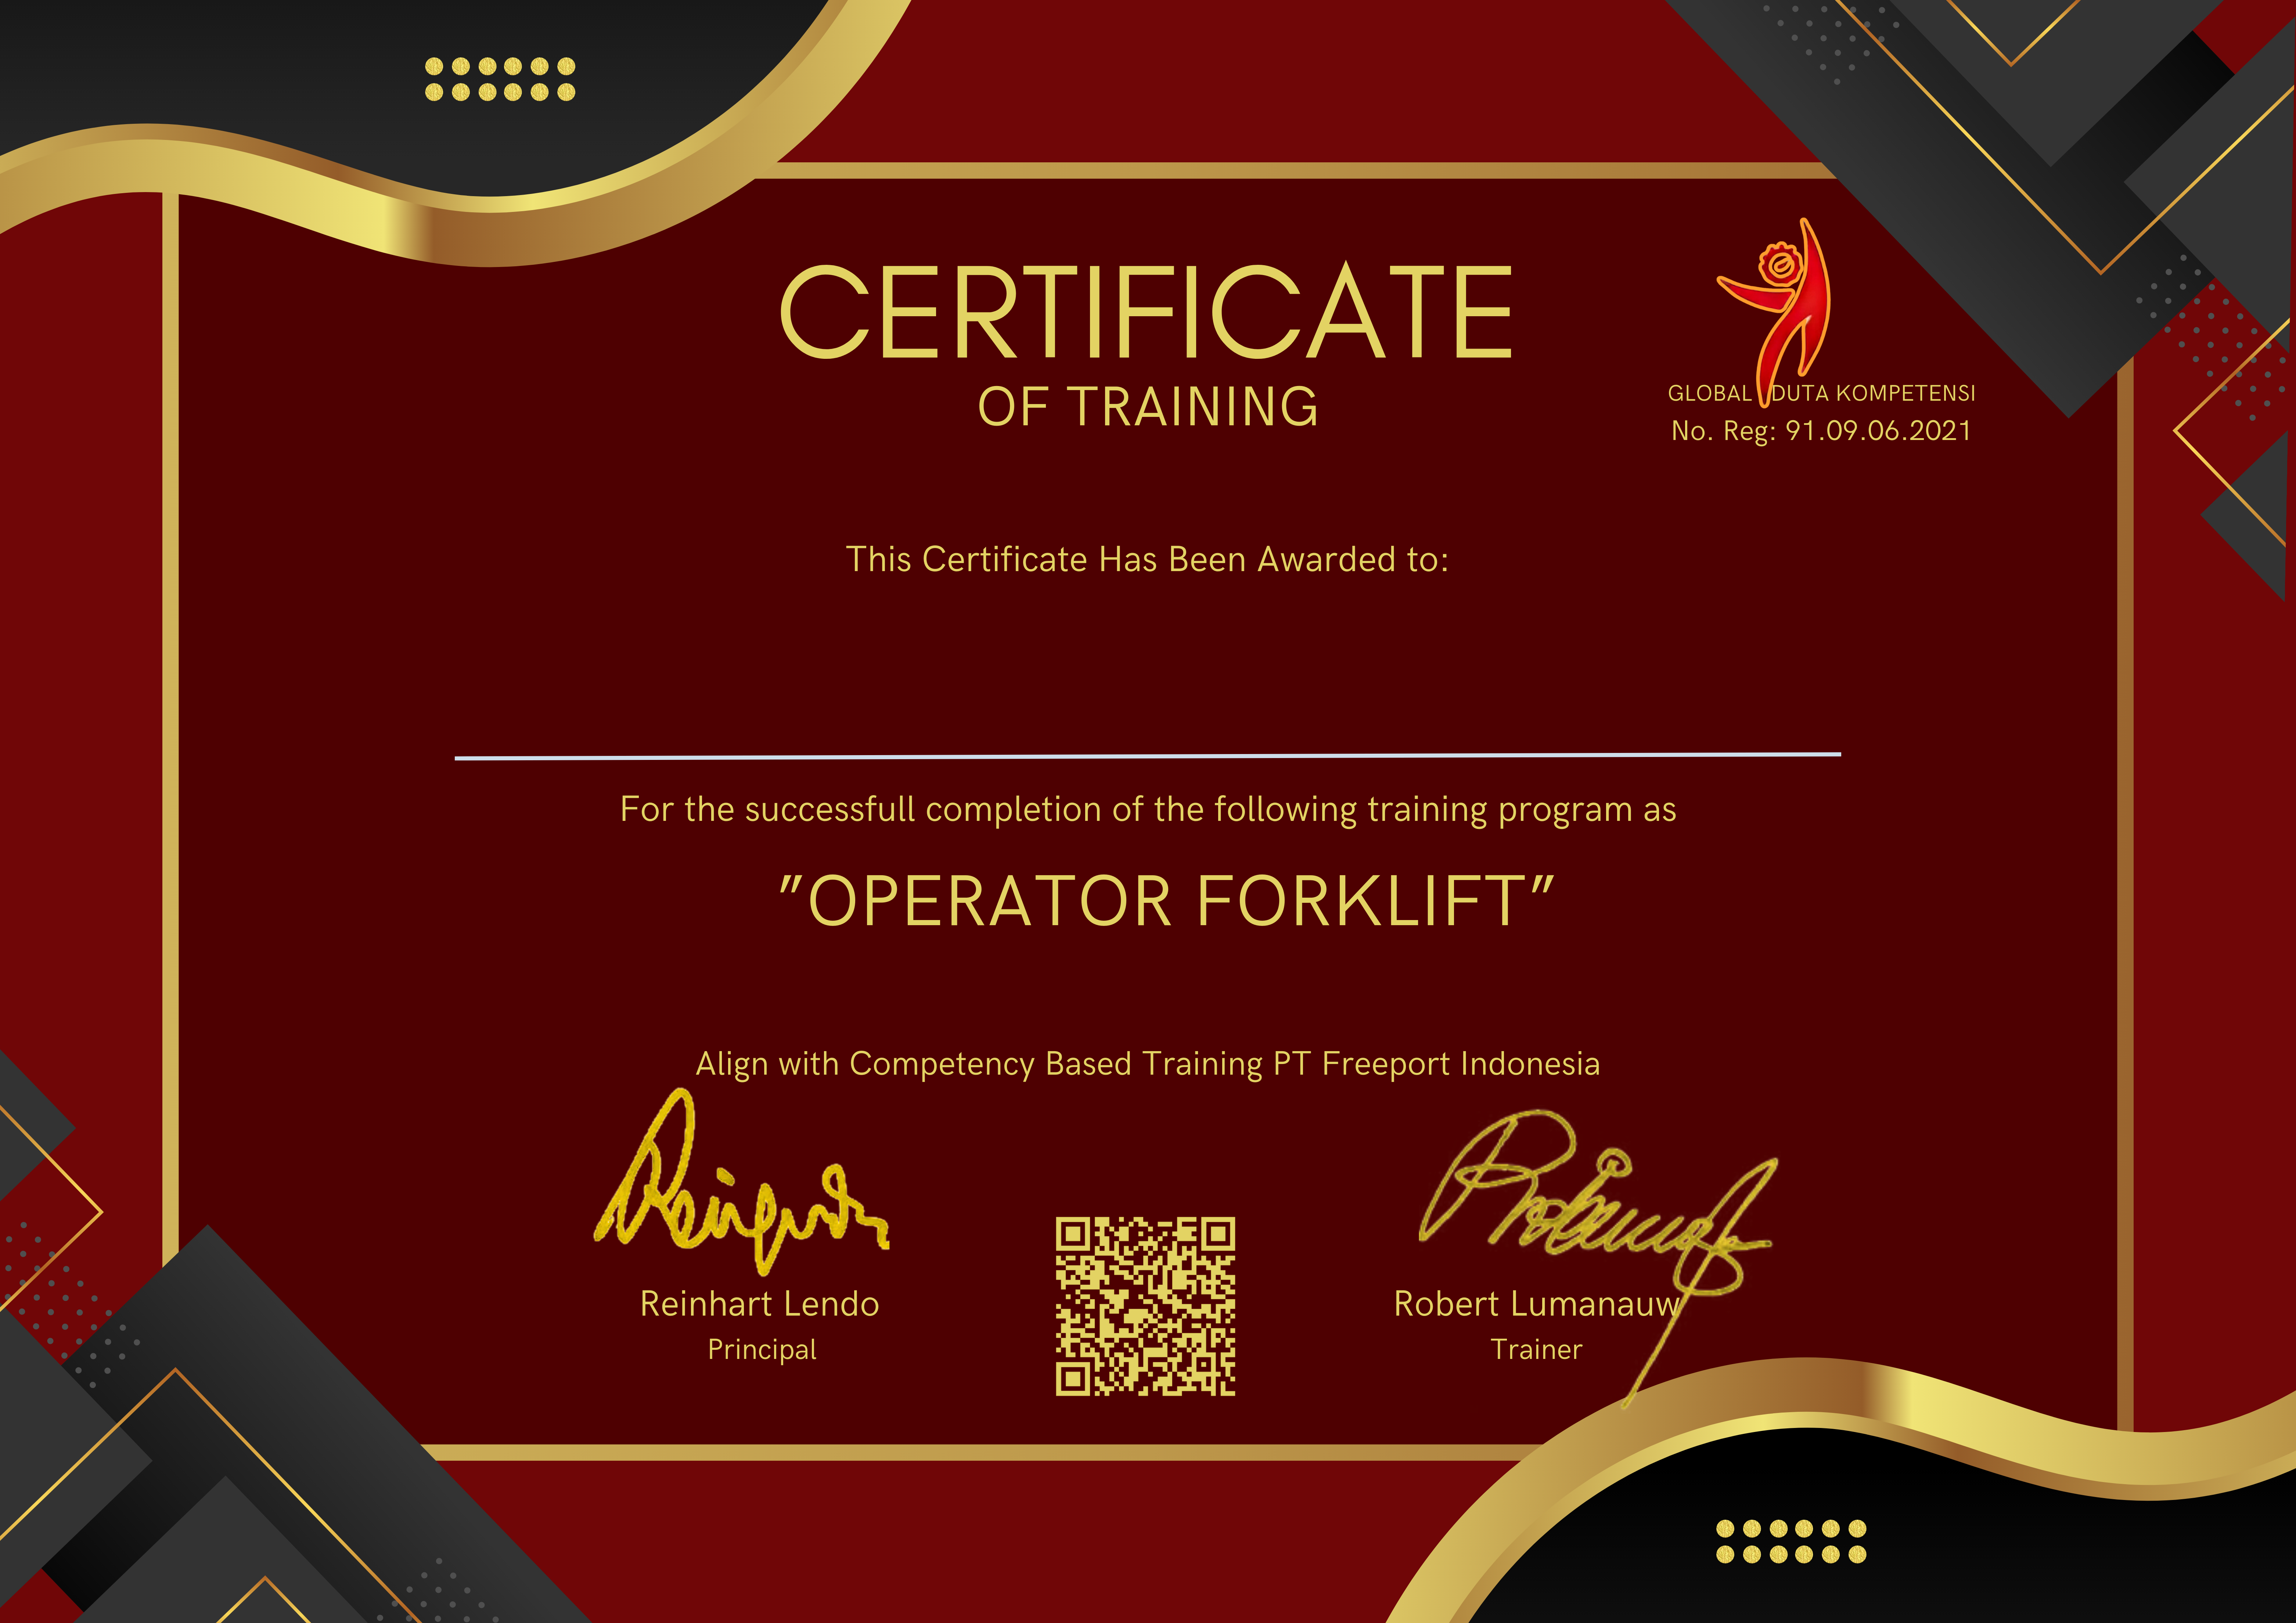 CERTIFICATE
OF TRAINING
GLOBAL DUTA KOMPETENSI
No. Reg: 91.09.06.2021
This Certificate Has Been Awarded to:
For the successfull completion of the following training program as
"OPERATOR FORKLIFT"
Align with Competency Based Training PT Freeport Indonesia
Reinhart Lendo
Principal
Robert Lumanauw
Trainer